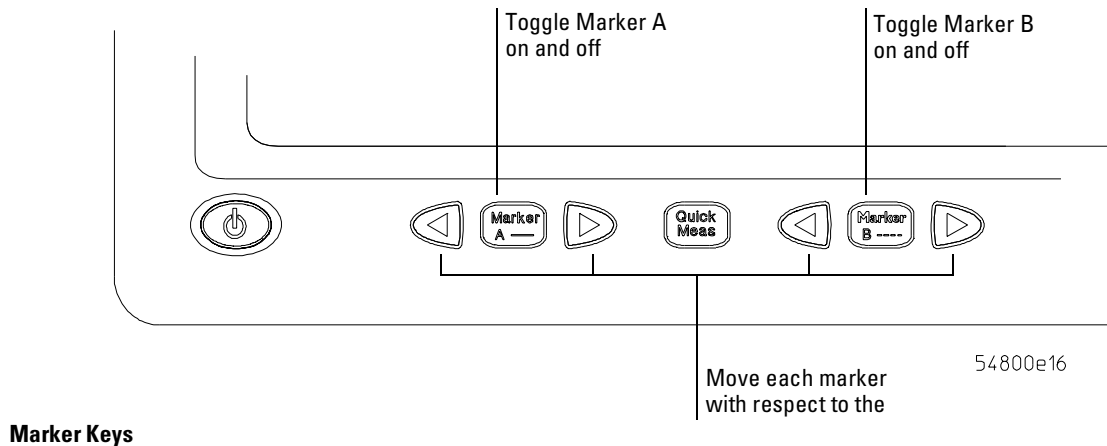 Toggle Marker A
on and off
Toggle Marker B
on and off
Marker
A —
Quick
Meas
Marker
B ----
54800e16
Move each marker
with respect to the
Marker Keys